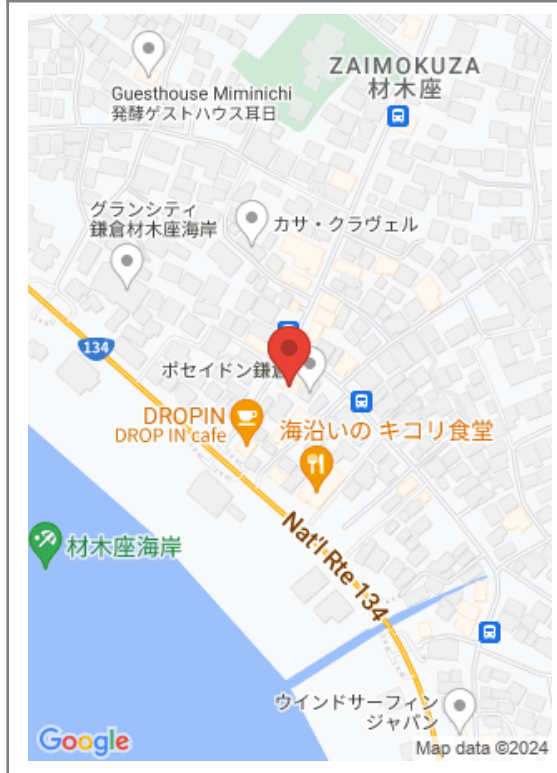 ZAIMOKUZA
材木座
Guesthouse Miminichi
発酵ゲストハウス耳日
グランシティ
鎌倉材木座海岸
カサ・クラヴェル
134
ポセイドン鎌倉
DROPIN
DROP IN cafe
海沿いの キコリ食堂
Nat'l Rte 134
材木座海岸
ウインドサーフィン
ジャパン
Google
Map data ©2024